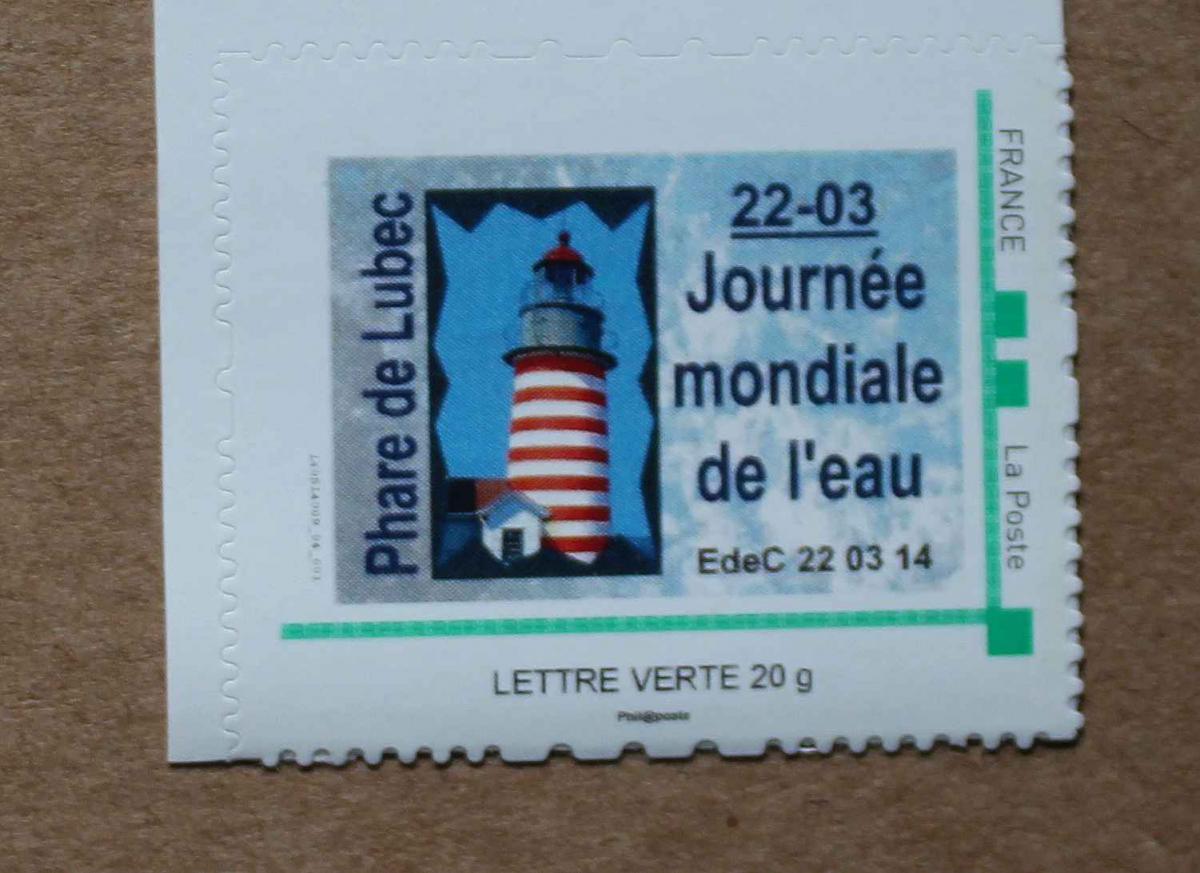 Phare de Lubec
22-03
Journée
mondiale
de l'eau
EdeC 22 03 14
FRANCE
La Poste
LETTRE VERTE 20 g
Phil@poste